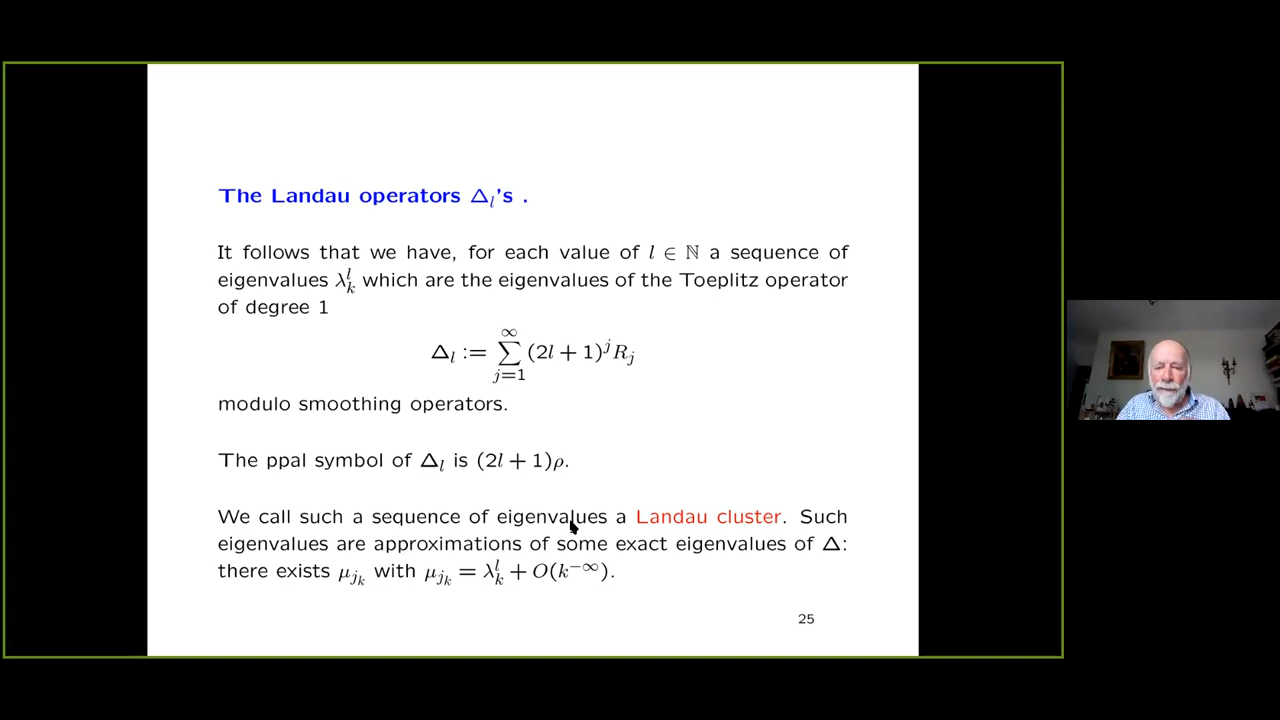 The Landau operators Δ_l's .
It follows that we have, for each value of l ∈ ℕ a sequence of
eigenvalues λ_k^l which are the eigenvalues of the Toeplitz operator
of degree 1
Δ_l := ∑_{j=1}^{∞} (2l + 1)^j R_j
modulo smoothing operators.
The ppal symbol of Δ_l is (2l + 1)ρ.
We call such a sequence of eigenvalues a Landau cluster. Such
eigenvalues are approximations of some exact eigenvalues of Δ:
there exists μ_{j_k} with μ_{j_k} = λ_k^l + O(k^{−∞}).
25